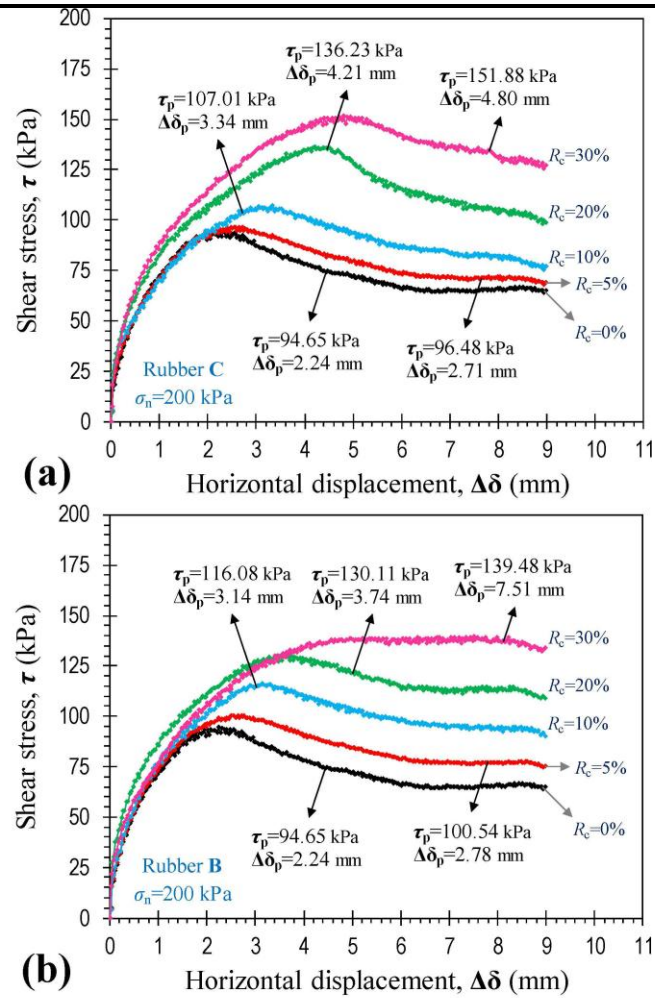 200
175
150
125
100
75
50
25
0
Shear stress, τ (kPa)
τp=136.23 kPa
Δδp=4.21 mm
τp=151.88 kPa
Δδp=4.80 mm
τp=107.01 kPa
Δδp=3.34 mm
Rc=30%
Rc=20%
Rc=10%
Rc=5%
Rc=0%
τp=94.65 kPa
Δδp=2.24 mm
τp=96.48 kPa
Δδp=2.71 mm
Rubber C
σn=200 kPa
0 1 2 3 4 5 6 7 8 9 10 11
(a)
Horizontal displacement, Δδ (mm)
200
175
150
125
100
75
50
25
0
Shear stress, τ (kPa)
τp=116.08 kPa
Δδp=3.14 mm
τp=130.11 kPa
Δδp=3.74 mm
τp=139.48 kPa
Δδp=7.51 mm
Rc=30%
Rc=20%
Rc=10%
Rc=5%
Rc=0%
τp=94.65 kPa
Δδp=2.24 mm
τp=100.54 kPa
Δδp=2.78 mm
Rubber B
σn=200 kPa
0 1 2 3 4 5 6 7 8 9 10 11
(b)
Horizontal displacement, Δδ (mm)